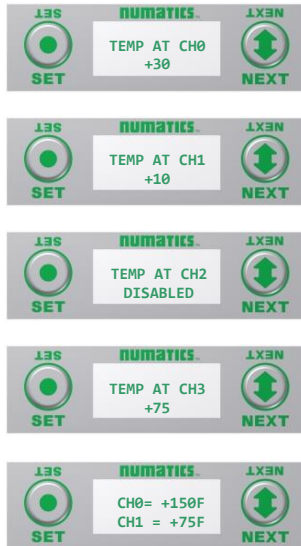 SET numatics NEXT
TEMP AT CH0
+30
SET NEXT
SET numatics NEXT
TEMP AT CH1
+10
SET NEXT
SET numatics NEXT
TEMP AT CH2
DISABLED
SET NEXT
SET numatics NEXT
TEMP AT CH3
+75
SET NEXT
SET numatics NEXT
CH0= +150F
CH1 = +75F
SET NEXT